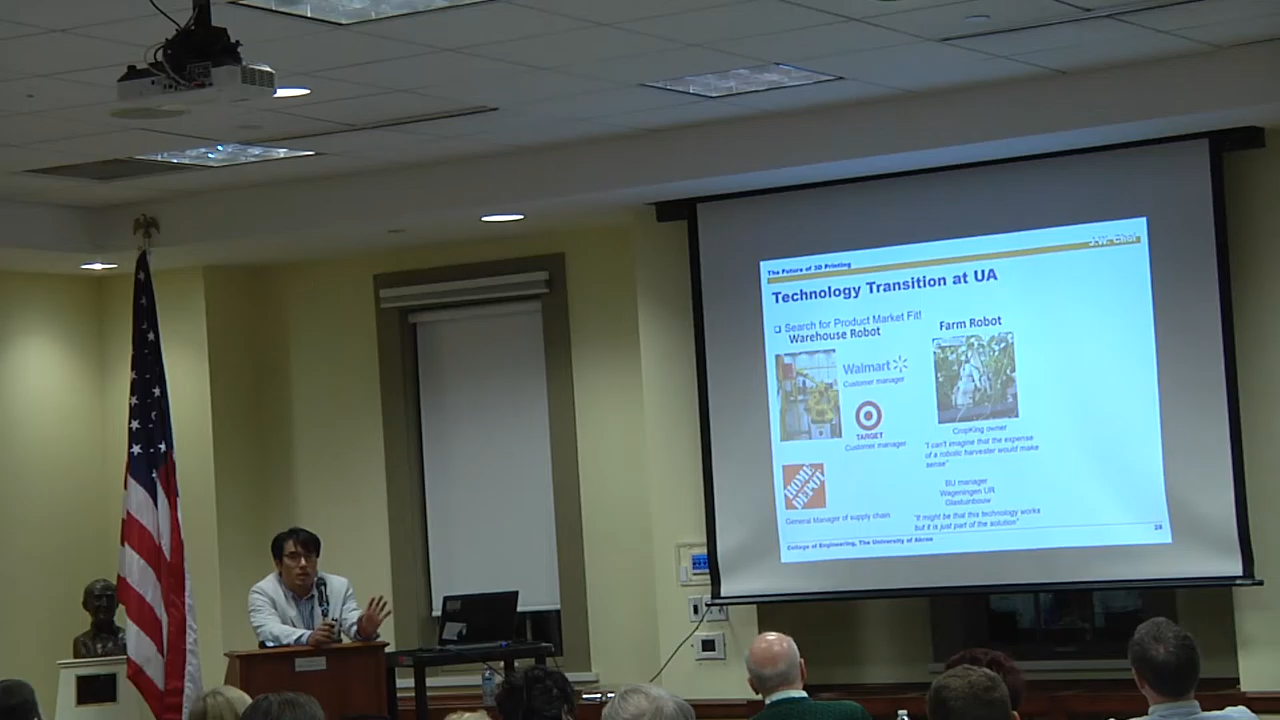 The Future of 3D Printing
J.W. Choi
Technology Transition at UA
Search for Product Market Fit!
Warehouse Robot
Farm Robot
Walmart
Customer manager
TARGET
Customer manager
THE HOME DEPOT
General Manager of supply chain
CropKing owner
"I can't imagine that the expense
of a robotic harvester would make
sense"
BU manager
Wageningen UR
Glastuinbouw
"It might be that this technology works
but it is just part of the solution"
College of Engineering, The University of Akron
28